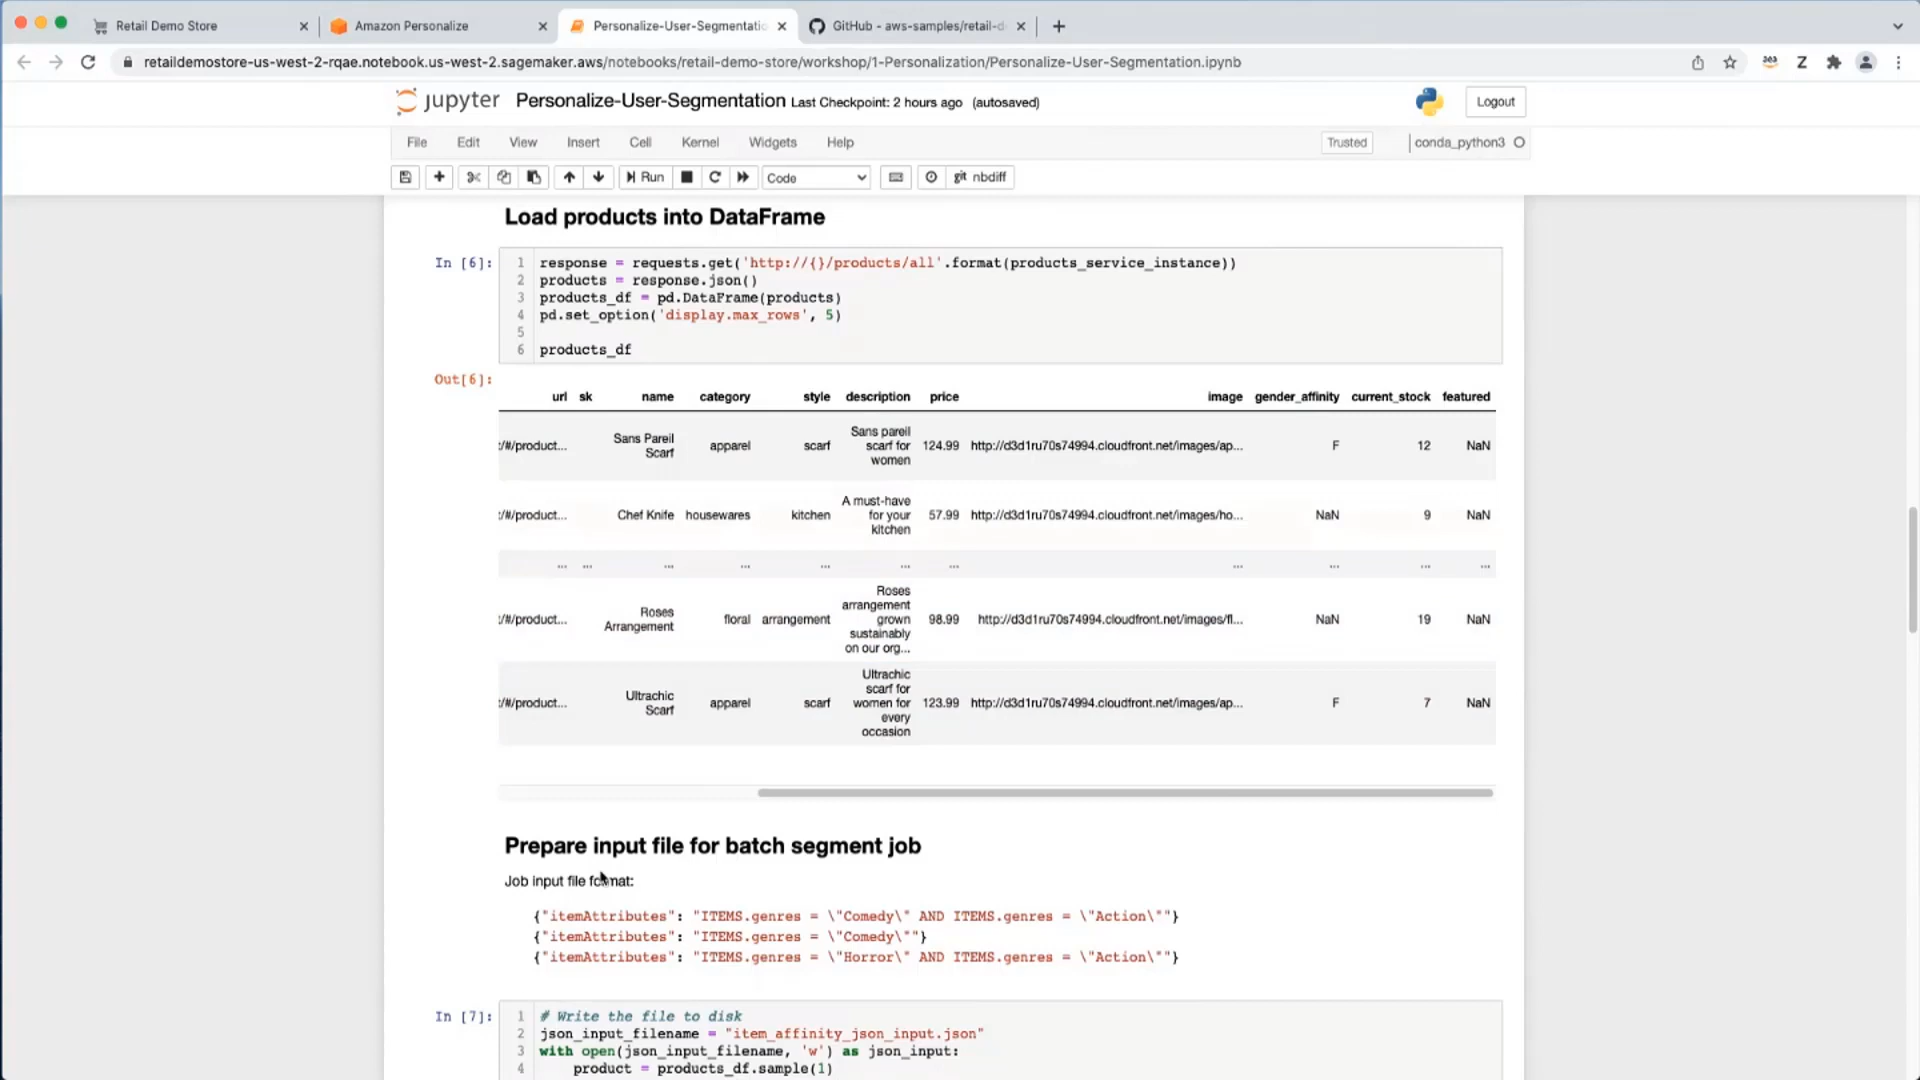 Retail Demo Store
Amazon Personalize
Personalize-User-Segmentatio
GitHub - aws-samples/retail-d
retaildemostore-us-west-2-rqae.notebook.us-west-2.sagemaker.aws/notebooks/retail-demo-store/workshop/1-Personalization/Personalize-User-Segmentation.ipynb
jupyter Personalize-User-Segmentation Last Checkpoint: 2 hours ago (autosaved)
Logout
File Edit View Insert Cell Kernel Widgets Help
Trusted
conda_python3
Run
Code
git nbdiff
Load products into DataFrame
In [6]:
1 response = requests.get('http://{}/products/all'.format(products_service_instance))
2 products = response.json()
3 products_df = pd.DataFrame(products)
4 pd.set_option('display.max_rows', 5)
5
6 products_df
Out[6]:
url sk name category style description price image gender_affinity current_stock featured
:/#/product... Sans Pareil Scarf apparel scarf Sans pareil scarf for women 124.99 http://d3d1ru70s74994.cloudfront.net/images/ap... F 12 NaN
:/#/product... Chef Knife housewares kitchen A must-have for your kitchen 57.99 http://d3d1ru70s74994.cloudfront.net/images/ho... NaN 9 NaN
... ... ... ... ... ... ... ... ... ... ...
:/#/product... Roses Arrangement floral arrangement Roses arrangement grown sustainably on our org... 98.99 http://d3d1ru70s74994.cloudfront.net/images/fl... NaN 19 NaN
:/#/product... Ultrachic Scarf apparel scarf Ultrachic scarf for women for every occasion 123.99 http://d3d1ru70s74994.cloudfront.net/images/ap... F 7 NaN
Prepare input file for batch segment job
Job input file format:
{"itemAttributes": "ITEMS.genres = \"Comedy\" AND ITEMS.genres = \"Action\""}
{"itemAttributes": "ITEMS.genres = \"Comedy\""}
{"itemAttributes": "ITEMS.genres = \"Horror\" AND ITEMS.genres = \"Action\""}
In [7]:
1 # Write the file to disk
2 json_input_filename = "item_affinity_json_input.json"
3 with open(json_input_filename, 'w') as json_input:
4 product = products_df.sample(1)